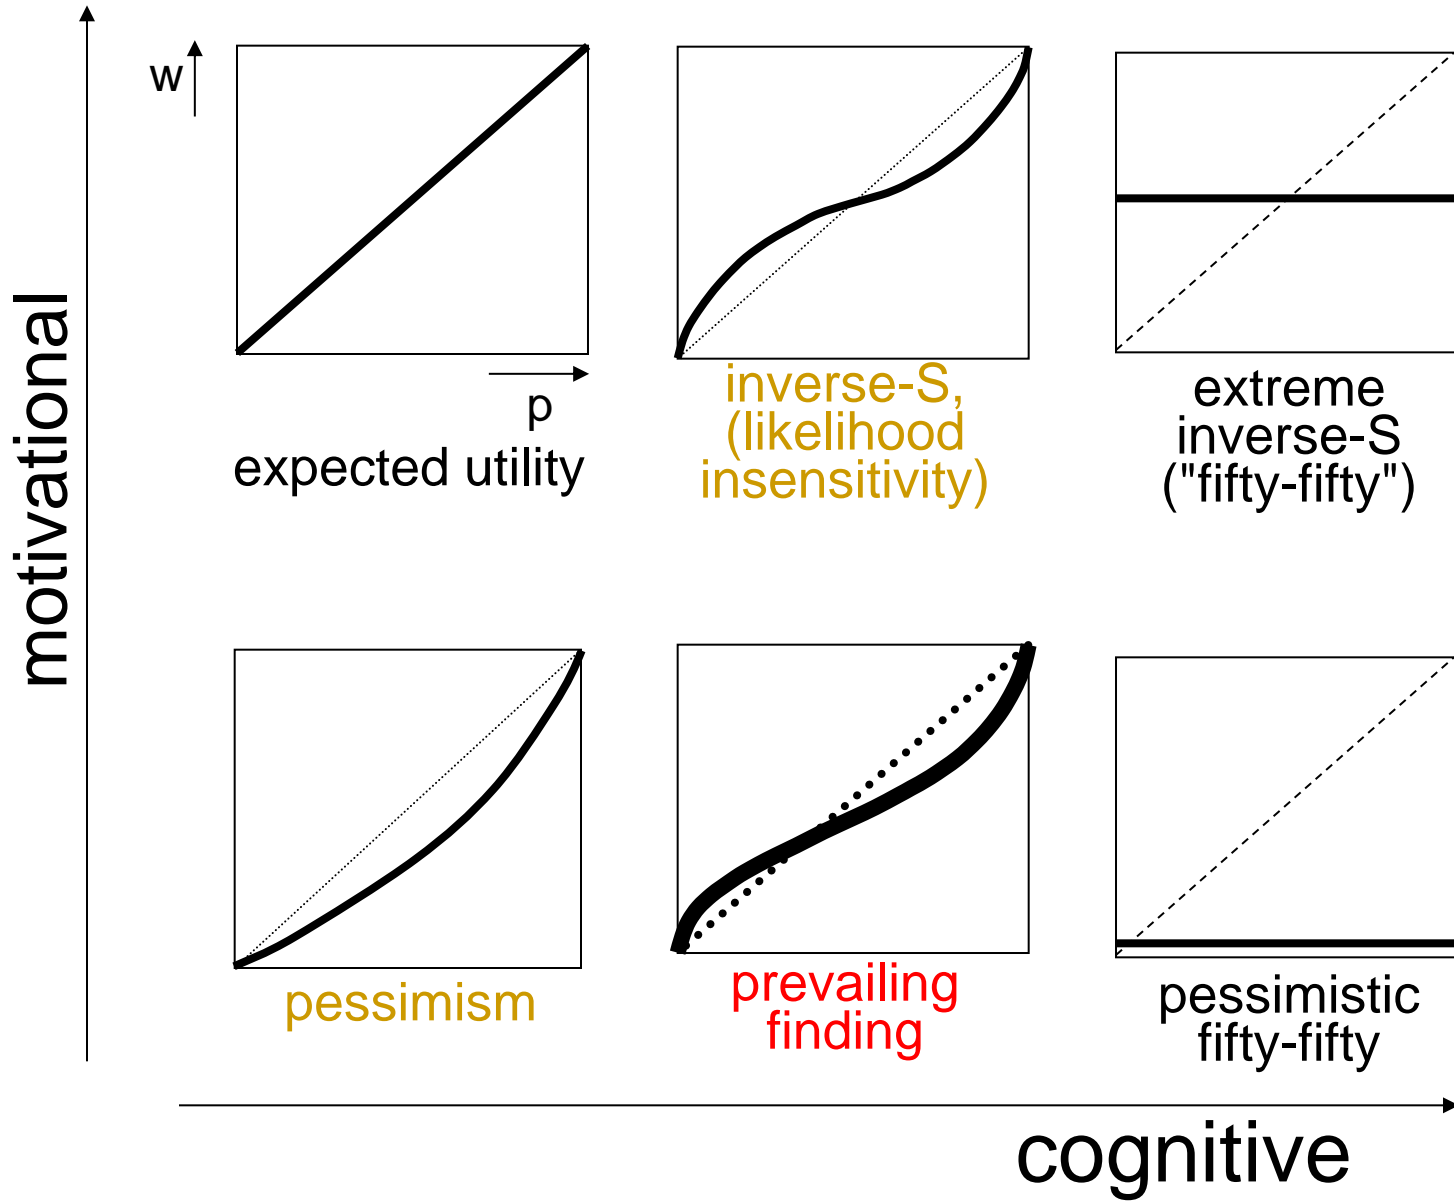 motivational
w
p
expected utility
inverse-S,
(likelihood
insensitivity)
extreme
inverse-S
("fifty-fifty")
pessimism
prevailing
finding
pessimistic
fifty-fifty
cognitive